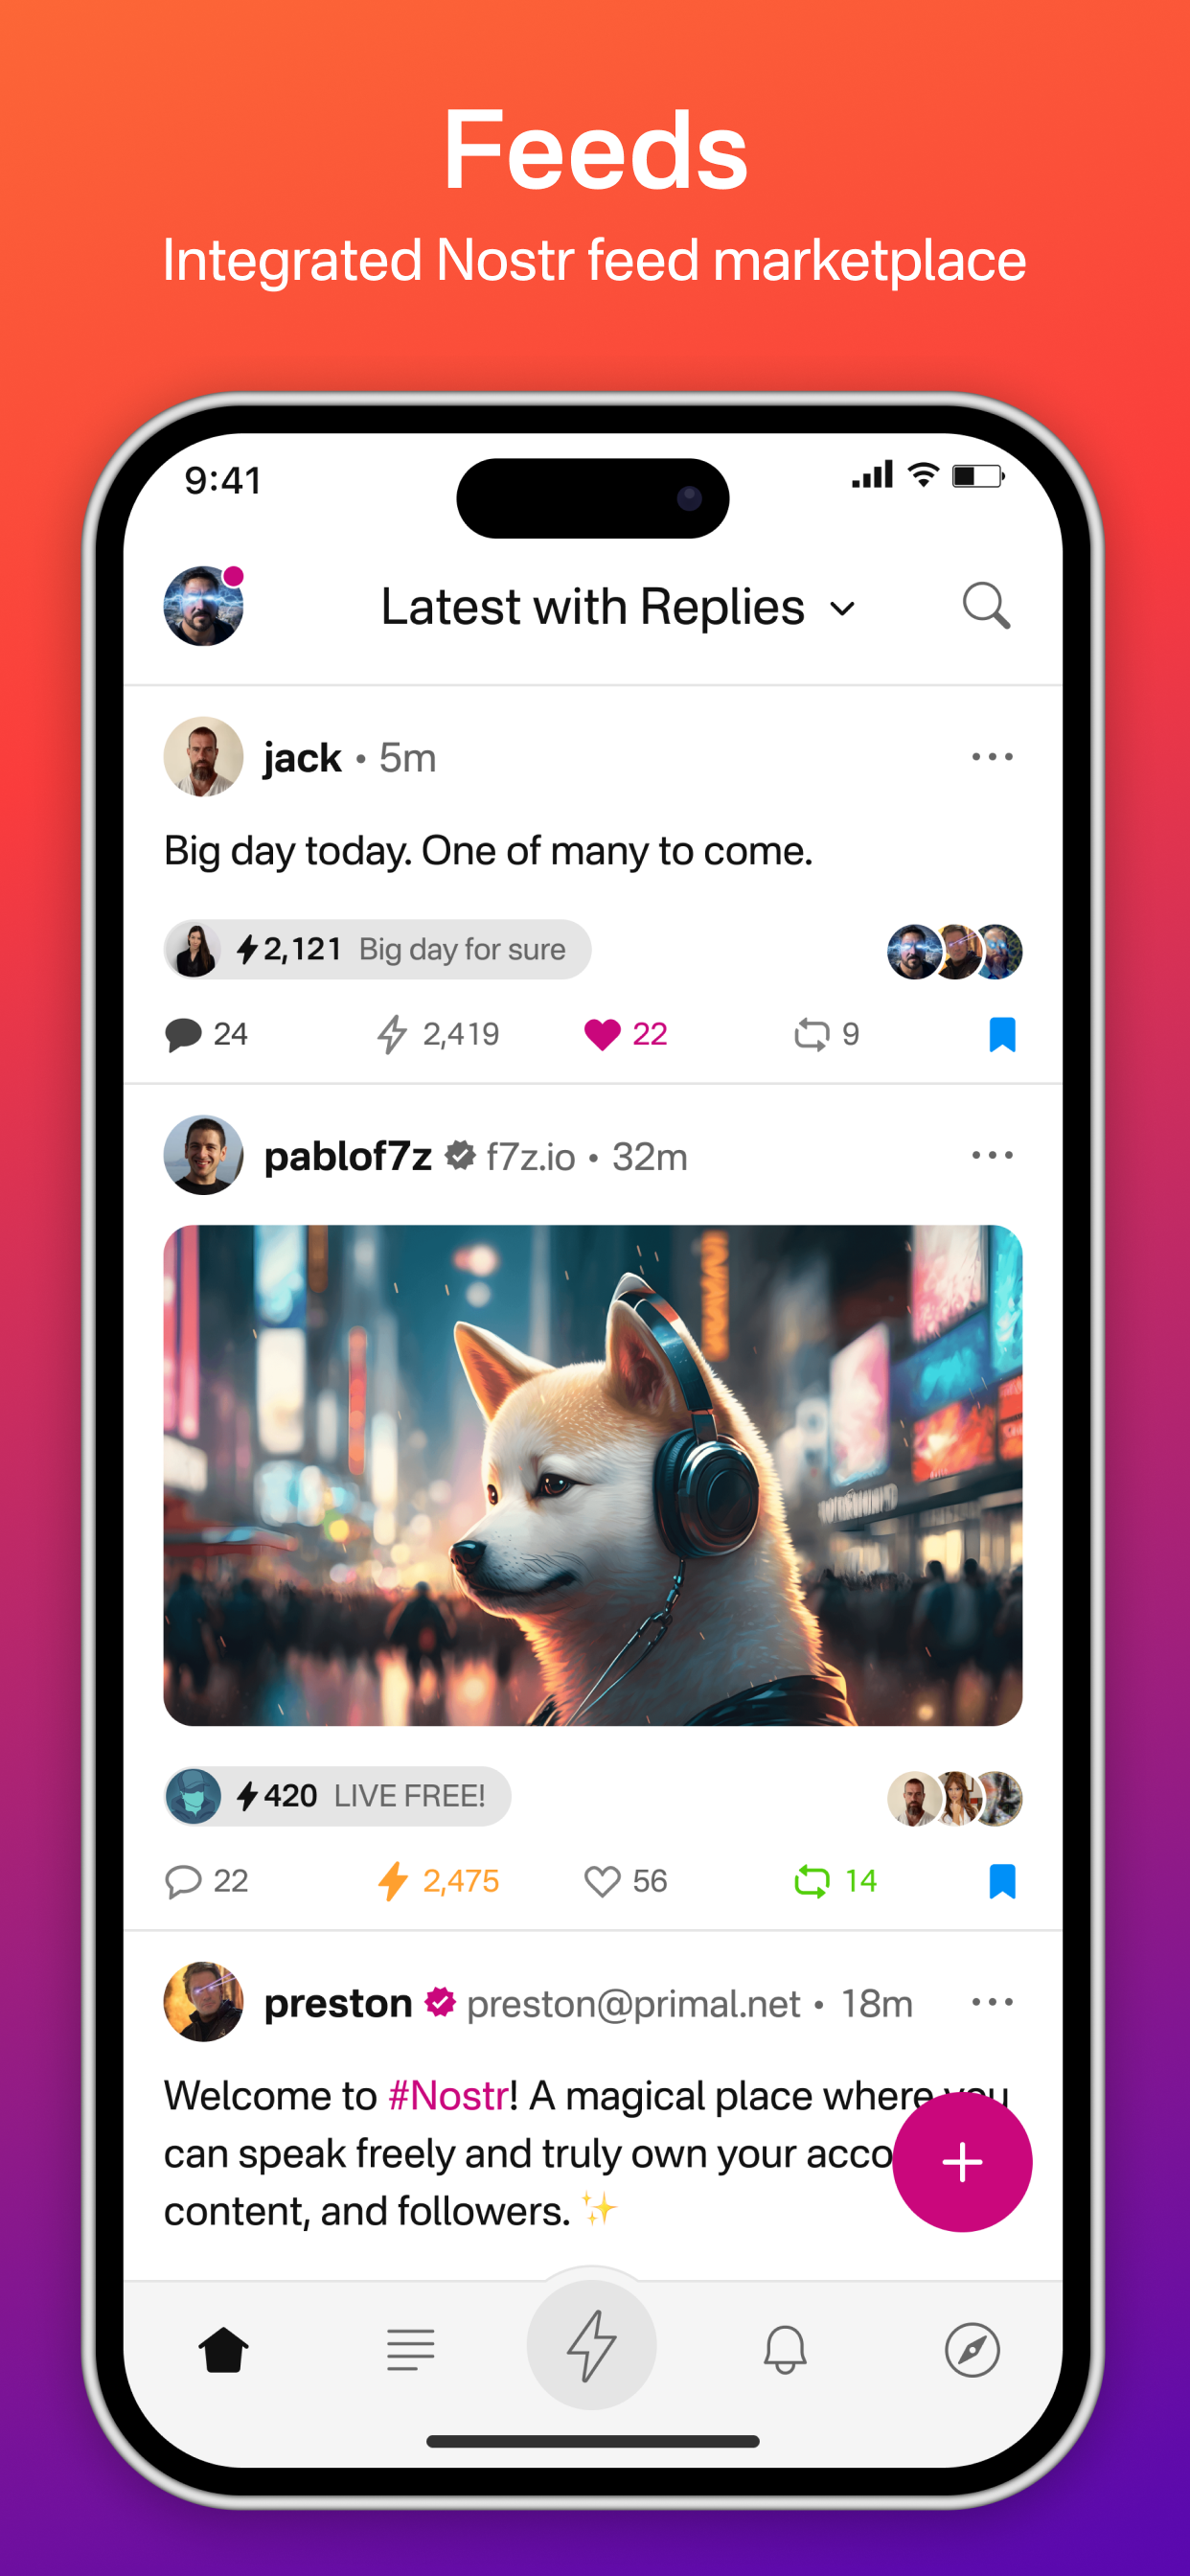 Feeds
Integrated Nostr feed marketplace
9:41
Latest with Replies
jack • 5m
Big day today. One of many to come.
2,121 Big day for sure
24 2,419 22 9
pablof7z f7z.io • 32m
420 LIVE FREE!
22 2,475 56 14
preston preston@primal.net • 18m
Welcome to #Nostr! A magical place where you
can speak freely and truly own your acco
content, and followers. ✨